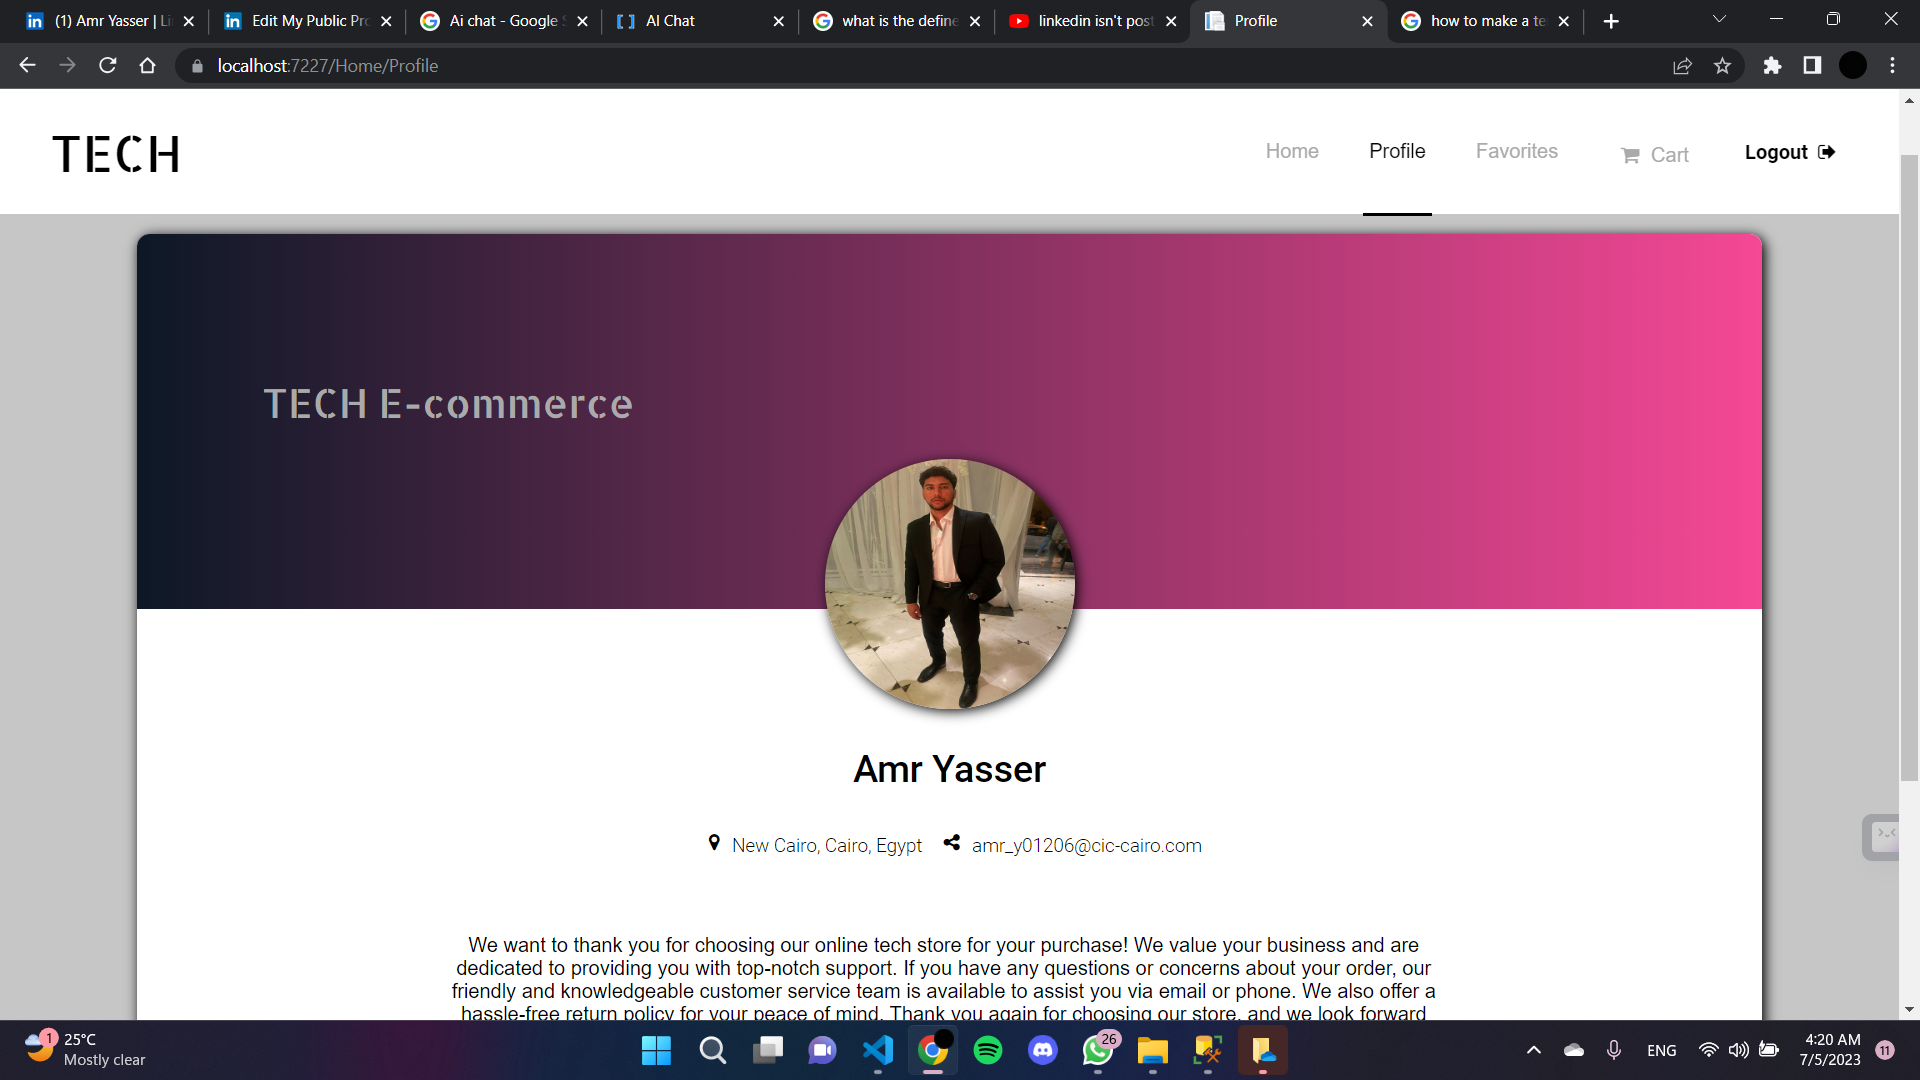 (1) Amr Yasser | Li
Edit My Public Pro
Ai chat - Google S
AI Chat
what is the define
linkedin isn't post
Profile
how to make a te
localhost:7227/Home/Profile
TECH
Home
Profile
Favorites
Cart
Logout
TECH E-commerce
Amr Yasser
New Cairo, Cairo, Egypt
amr_y01206@cic-cairo.com
We want to thank you for choosing our online tech store for your purchase! We value your business and are
dedicated to providing you with top-notch support. If you have any questions or concerns about your order, our
friendly and knowledgeable customer service team is available to assist you via email or phone. We also offer a
hassle-free return policy for your peace of mind. Thank you again for choosing our store, and we look forward
1
25°C
Mostly clear
26
ENG
4:20 AM
7/5/2023
11